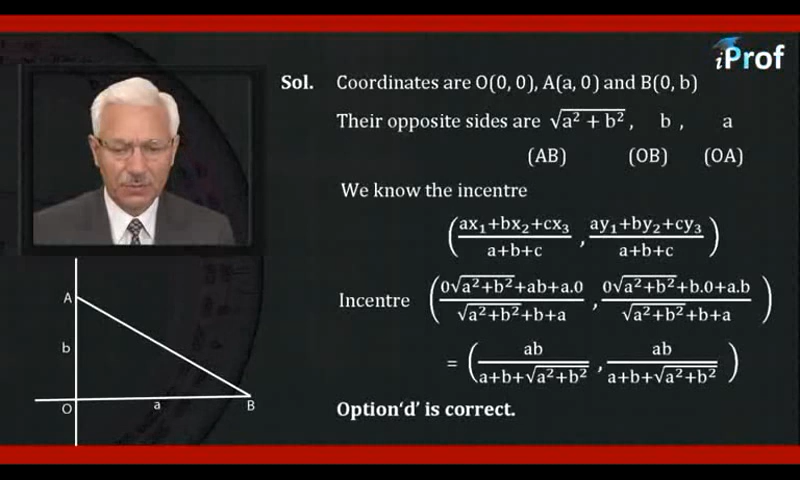 iProf
Sol. Coordinates are O(0, 0), A(a, 0) and B(0, b)
Their opposite sides are √a² + b², b , a
(AB) (OB) (OA)
We know the incentre
(ax₁+bx₂+cx₃/a+b+c , ay₁+by₂+cy₃/a+b+c)
Incentre (0√a²+b²+ab+a.0/√a²+b²+b+a , 0√a²+b²+b.0+a.b/√a²+b²+b+a)
= (ab/a+b+√a²+b² , ab/a+b+√a²+b²)
Option‘d’ is correct.
A
b
O a B